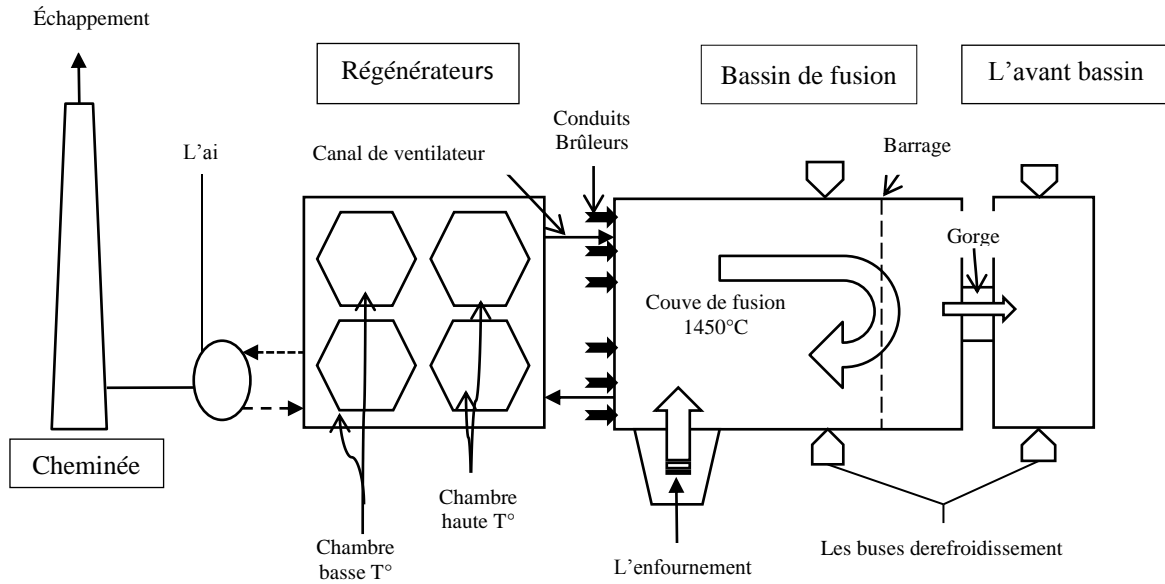 Échappement
Régénérateurs
Bassin de fusion
L'avant bassin
Conduits
Brûleurs
L'ai
Canal de ventilateur
Barrage
Gorge
Couve de fusion
1450°C
Cheminée
Chambre
haute T°
Chambre
basse T°
L'enfournement
Les buses derefroidissement